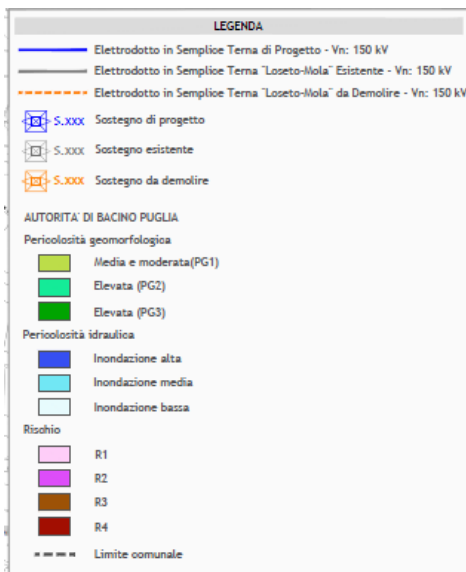 LEGENDA
Elettrodotto in Semplice Terna di Progetto - Vn: 150 kV
Elettrodotto in Semplice Terna "Loseto-Mola" Esistente - Vn: 150 kV
Elettrodotto in Semplice Terna "Loseto-Mola" da Demolire - Vn: 150 kV
S.xxx Sostegno di progetto
S.xxx Sostegno esistente
S.xxx Sostegno da demolire
AUTORITA' DI BACINO PUGLIA
Pericolosità geomorfologica
Media e moderata(PG1)
Elevata (PG2)
Elevata (PG3)
Pericolosità idraulica
Inondazione alta
Inondazione media
Inondazione bassa
Rischio
R1
R2
R3
R4
Limite comunale